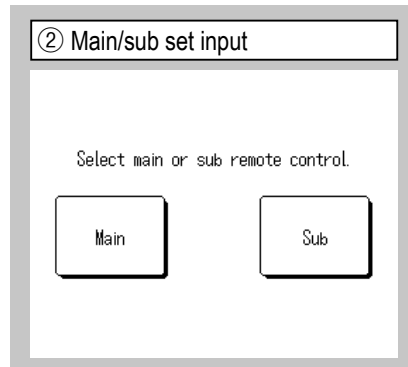 ② Main/sub set input
Select main or sub remote control.
Main Sub